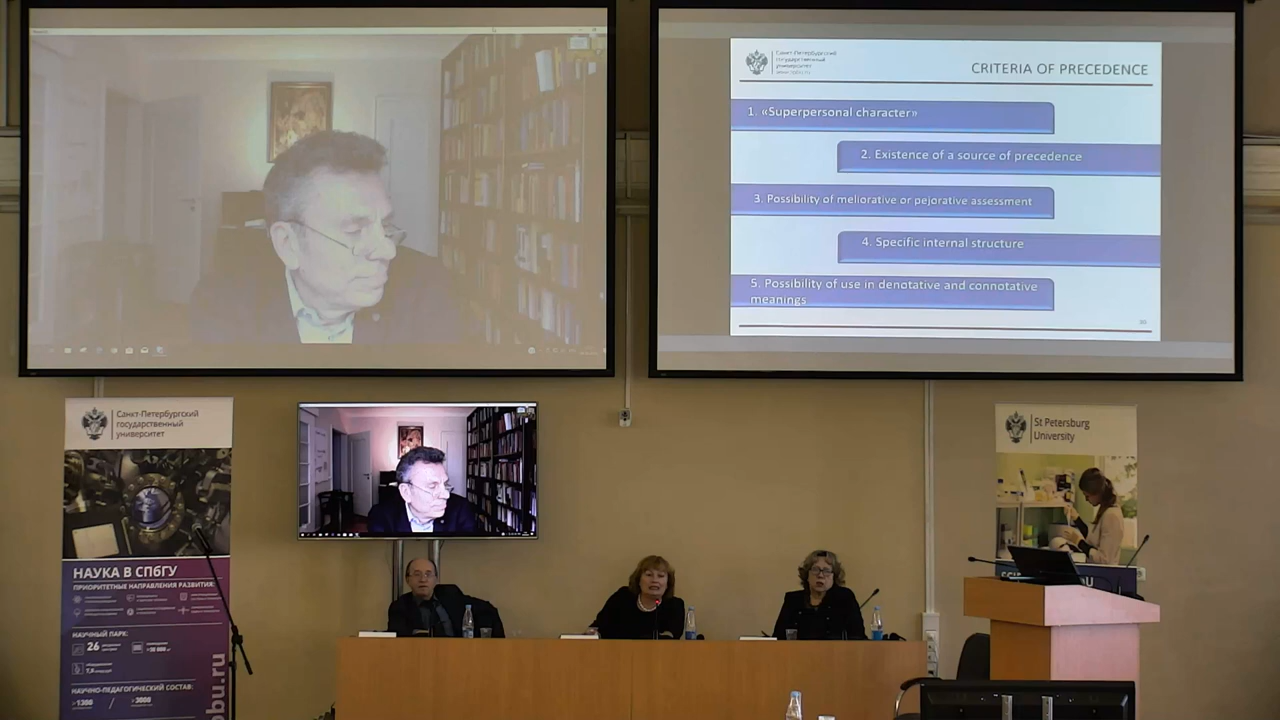 Санкт-Петербургский
государственный
университет
CRITERIA OF PRECEDENCE
1. «Superpersonal character»
2. Existence of a source of precedence
3. Possibility of meliorative or pejorative assessment
4. Specific internal structure
5. Possibility of use in denotative and connotative
meanings
Санкт-Петербургский
государственный
университет
НАУКА В СПбГУ
ПРИОРИТЕТНЫЕ НАПРАВЛЕНИЯ РАЗВИТИЯ:
НАУЧНЫЙ ПАРК:
26
НАУЧНО-ПЕДАГОГИЧЕСКИЙ СОСТАВ:
>1300 / >3000
St Petersburg
University